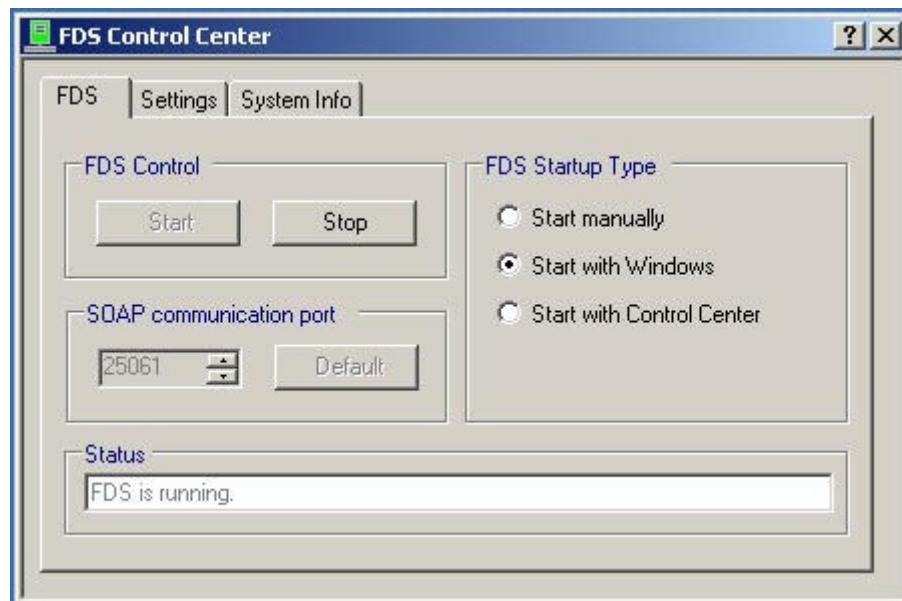 FDS Control Center
FDS Settings System Info
FDS Control
Start Stop
SOAP communication port
25061 Default
FDS Startup Type
Start manually
Start with Windows
Start with Control Center
Status
FDS is running.